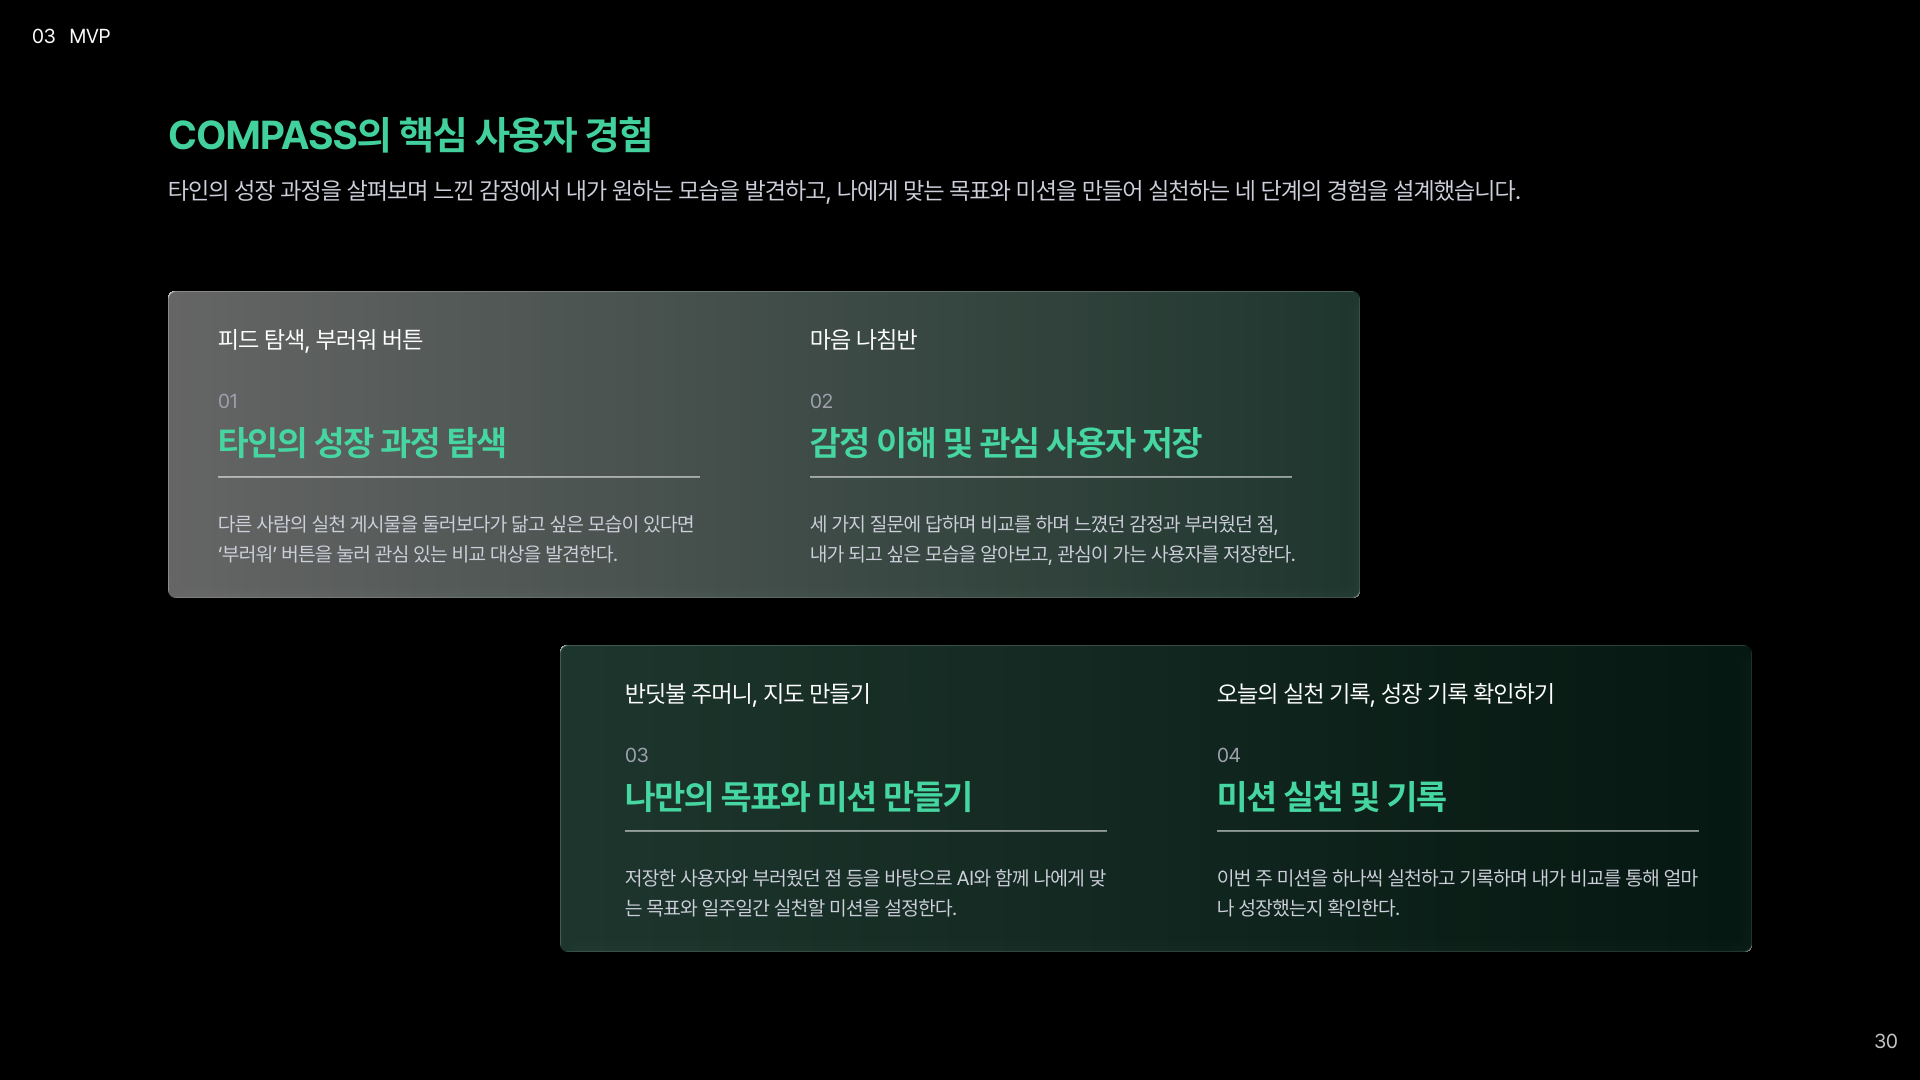 03 MVP
COMPASS의 핵심 사용자 경험
타인의 성장 과정을 살펴보며 느낀 감정에서 내가 원하는 모습을 발견하고, 나에게 맞는 목표와 미션을 만들어 실천하는 네 단계의 경험을 설계했습니다.
피드 탐색, 부러워 버튼
01
타인의 성장 과정 탐색
다른 사람의 실천 게시물을 둘러보다가 닮고 싶은 모습이 있다면
‘부러워’ 버튼을 눌러 관심 있는 비교 대상을 발견한다.
마음 나침반
02
감정 이해 및 관심 사용자 저장
세 가지 질문에 답하며 비교를 하며 느꼈던 감정과 부러웠던 점,
내가 되고 싶은 모습을 알아보고, 관심이 가는 사용자를 저장한다.
반딧불 주머니, 지도 만들기
03
나만의 목표와 미션 만들기
저장한 사용자와 부러웠던 점 등을 바탕으로 AI와 함께 나에게 맞
는 목표와 일주일간 실천할 미션을 설정한다.
오늘의 실천 기록, 성장 기록 확인하기
04
미션 실천 및 기록
이번 주 미션을 하나씩 실천하고 기록하며 내가 비교를 통해 얼마
나 성장했는지 확인한다.
30